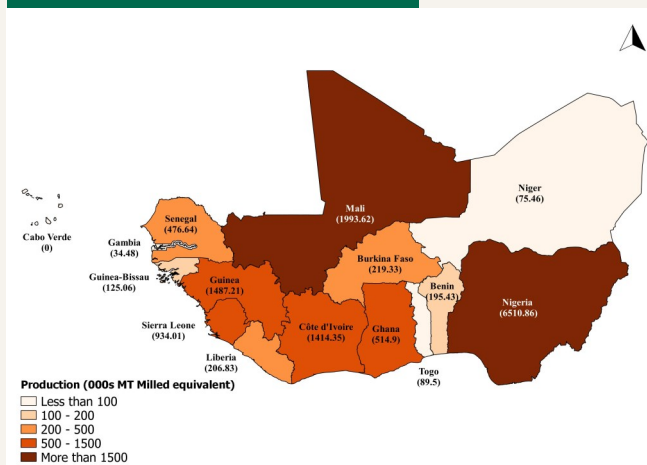 Mali
(1993.62)
Niger
(75.46)
Senegal
(476.64)
Cabo Verde
(0)
Gambia
(34.48)
Burkina Faso
(219.33)
Guinea-Bissau
(125.06)
Guinea
(1487.21)
Benin
(195.43)
Nigeria
(6510.86)
Sierra Leone
(934.01)
Côte d'Ivoire
(1414.35)
Ghana
(514.9)
Liberia
(206.83)
Togo
(89.5)
Production (000s MT Milled equivalent)
Less than 100
100 - 200
200 - 500
500 - 1500
More than 1500